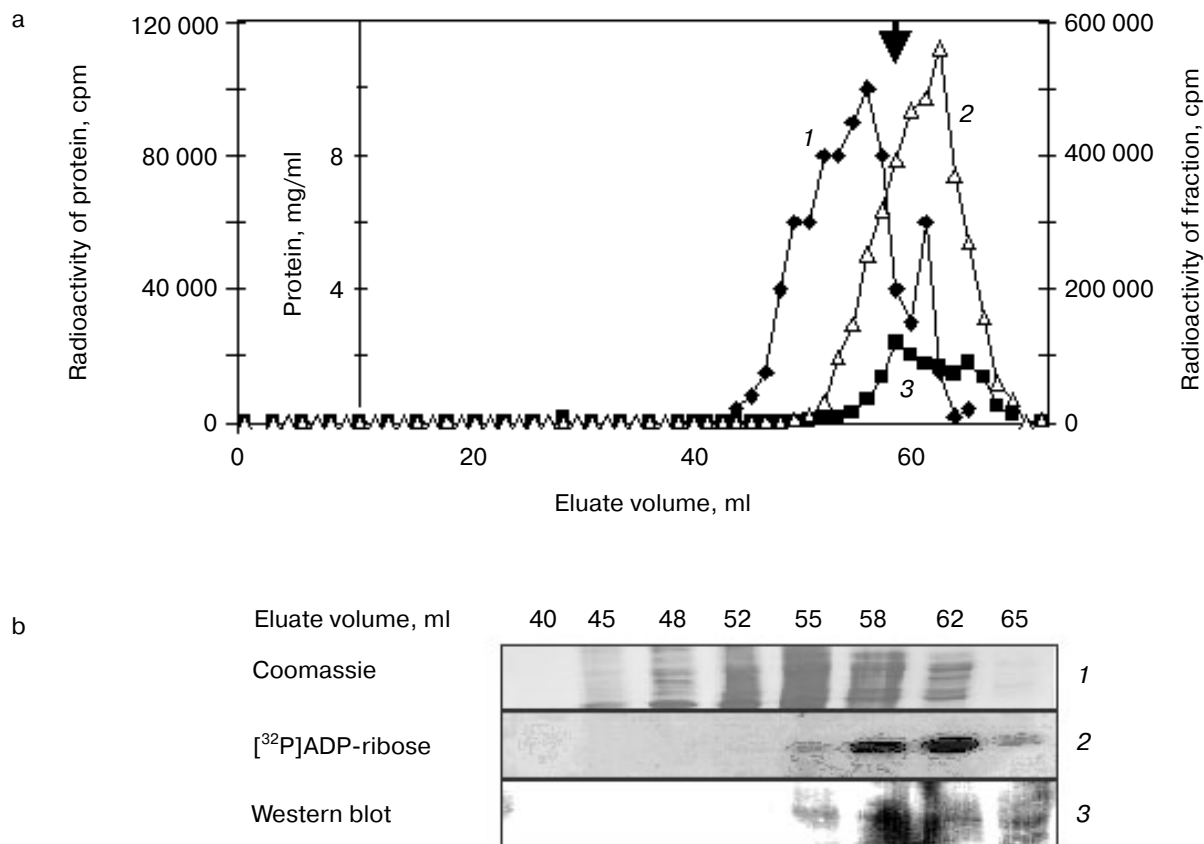 a
120 000
80 000
40 000
0
Radioactivity of protein, cpm
8
4
Protein, mg/ml
1
2
3
600 000
400 000
200 000
0
Radioactivity of fraction, cpm
0 20 40 60
Eluate volume, ml
b
Eluate volume, ml 40 45 48 52 55 58 62 65
Coomassie 1
[³²P]ADP-ribose 2
Western blot 3